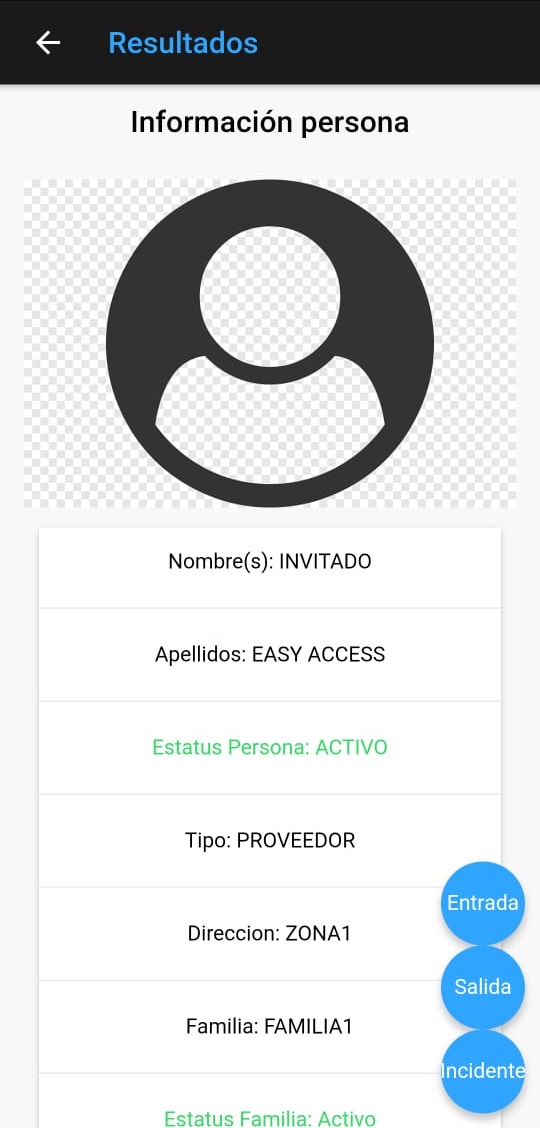 Resultados
Información persona
Nombre(s): INVITADO
Apellidos: EASY ACCESS
Estatus Persona: ACTIVO
Tipo: PROVEEDOR
Entrada
Direccion: ZONA1
Salida
Familia: FAMILIA1
Incidente
Estatus Familia: Activo